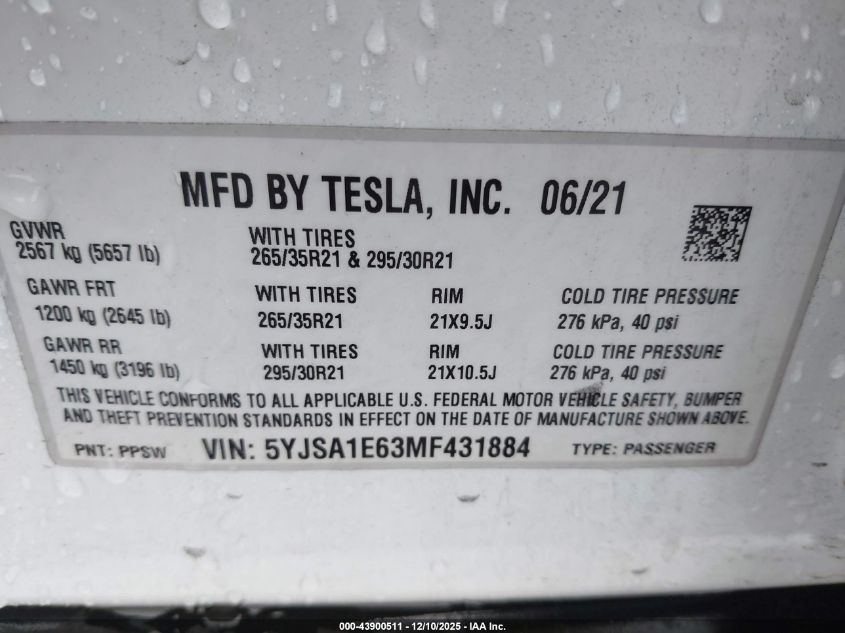 MFD BY TESLA, INC. 06/21
GVWR
2567 kg (5657 lb)
WITH TIRES
265/35R21 & 295/30R21
GAWR FRT WITH TIRES RIM COLD TIRE PRESSURE
1200 kg (2645 lb) 265/35R21 21X9.5J 276 kPa, 40 psi
GAWR RR WITH TIRES RIM COLD TIRE PRESSURE
1450 kg (3196 lb) 295/30R21 21X10.5J 276 kPa, 40 psi
THIS VEHICLE CONFORMS TO ALL APPLICABLE U.S. FEDERAL MOTOR VEHICLE SAFETY, BUMPER
AND THEFT PREVENTION STANDARDS IN EFFECT ON THE DATE OF MANUFACTURE SHOWN ABOVE.
PNT: PPSW VIN: 5YJSA1E63MF431884 TYPE: PASSENGER
000-43900511 - 12/10/2025 - IAA Inc.